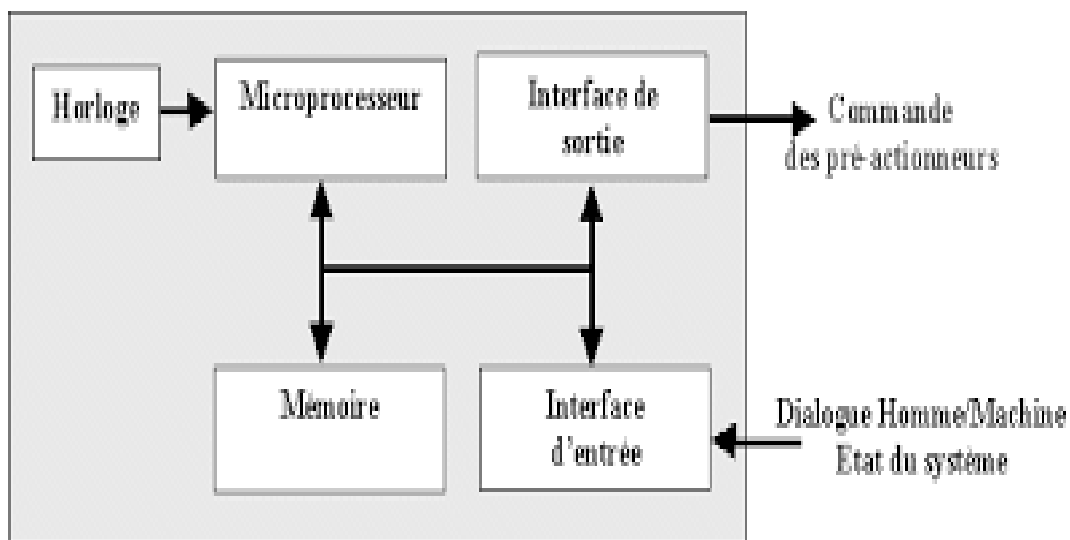 Horloge
Microprocesseur
Interface de
sortie
Commande
des pré-actionneurs
Mémoire
Interface
d'entrée
Dialogue Homme/Machine
Etat du système